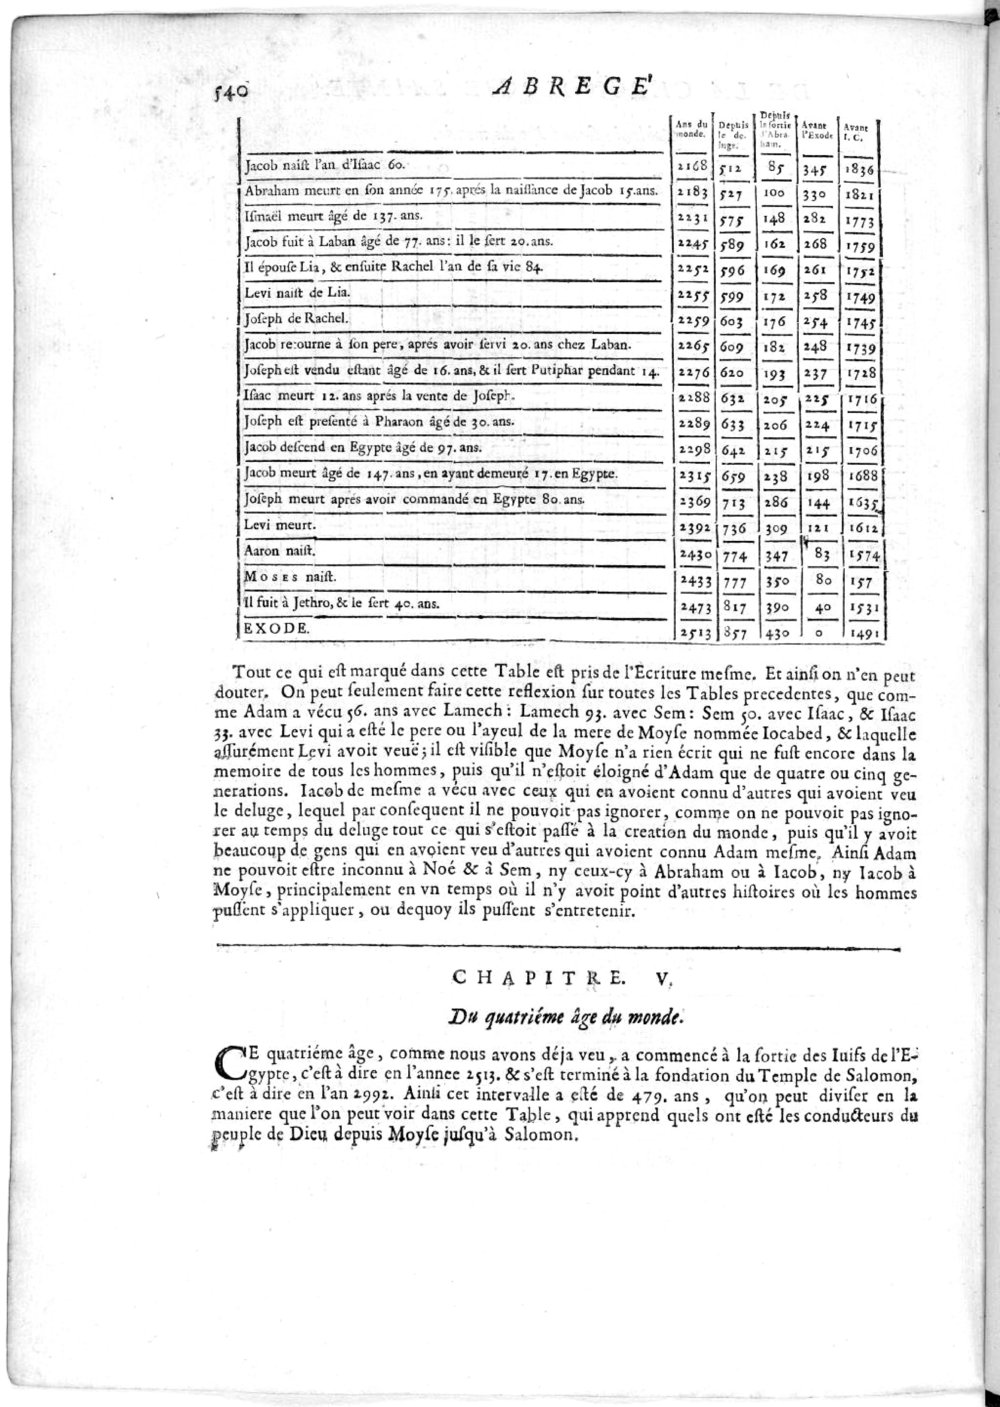 540 ABREGE'
Ans du monde. Depuis le deluge. Depuis la sortie d'Abraham. Avant l'Exode Avant I. C.
Jacob naiſt l'an d'Iſaac 60. 2168 512 85 345 1836
Abraham meurt en ſon année 175. aprés la naiſſance de Jacob 15.ans. 2183 527 100 330 1821
Iſmaël meurt âgé de 137. ans. 2231 575 148 282 1773
Jacob fuit à Laban âgé de 77. ans: il le ſert 20.ans. 2245 589 162 268 1759
Il épouſe Lia, & enſuite Rachel l'an de ſa vie 84. 2252 596 169 261 1752
Levi naiſt de Lia. 2255 599 172 258 1749
Joſeph de Rachel. 2259 603 176 254 1745
Jacob retourne à ſon pere, aprés avoir ſervi 20. ans chez Laban. 2265 609 182 248 1739
Joſeph eſt vendu eſtant âgé de 16. ans, & il ſert Putiphar pendant 14. 2276 620 193 237 1728
Iſaac meurt 12. ans aprés la vente de Joſeph. 2288 632 205 225 1716
Joſeph eſt preſenté à Pharaon âgé de 30. ans. 2289 633 206 224 1715
Jacob deſcend en Egypte âgé de 97. ans. 2298 642 215 215 1706
Jacob meurt âgé de 147. ans, en ayant demeuré 17. en Egypte. 2315 659 238 198 1688
Joſeph meurt aprés avoir commandé en Egypte 80. ans. 2369 713 286 144 1635
Levi meurt. 2392 736 309 121 1612
Aaron naiſt. 2430 774 347 83 1574
MOSES naiſt. 2433 777 350 80 157
Il fuit à Jethro, & le ſert 40. ans. 2473 817 390 40 1531
EXODE. 2513 857 430 0 1491
Tout ce qui eſt marqué dans cette Table eſt pris de l'Ecriture meſme. Et ainſi on n'en peut
douter. On peut ſeulement faire cette reflexion ſur toutes les Tables precedentes, que com-
me Adam a vécu 56. ans avec Lamech: Lamech 93. avec Sem: Sem 50. avec Iſaac, & Iſaac
33. avec Levi qui a eſté le pere ou l'ayeul de la mere de Moyſe nommée Iocabed, & laquelle
aſſurément Levi avoit veuë; il eſt viſible que Moyſe n'a rien écrit qui ne fuſt encore dans la
memoire de tous les hommes, puis qu'il n'eſtoit éloigné d'Adam que de quatre ou cinq ge-
nerations. Iacob de meſme a vécu avec ceux qui en avoient connu d'autres qui avoient veu
le deluge, lequel par conſequent il ne pouvoit pas ignorer, comme on ne pouvoit pas igno-
rer au temps du deluge tout ce qui s'eſtoit paſſé à la creation du monde, puis qu'il y avoit
beaucoup de gens qui en avoient veu d'autres qui avoient connu Adam meſme. Ainſi Adam
ne pouvoit eſtre inconnu à Noé & à Sem, ny ceux-cy à Abraham ou à Iacob, ny Iacob à
Moyſe, principalement en vn temps où il n'y avoit point d'autres hiſtoires où les hommes
puſſent s'appliquer, ou dequoy ils puſſent s'entretenir.
CHAPITRE. V.
Du quatriéme âge du monde.
CE quatriéme âge, comme nous avons déja veu, a commencé à la ſortie des Iuifs de l'E-
gypte, c'eſt à dire en l'annee 2513. & s'eſt terminé à la fondation du Temple de Salomon,
c'eſt à dire en l'an 2992. Ainſi cet intervalle a eſté de 479. ans, qu'on peut diviſer en la
maniere que l'on peut voir dans cette Table, qui apprend quels ont eſté les conducteurs du
peuple de Dieu depuis Moyſe juſqu'à Salomon.